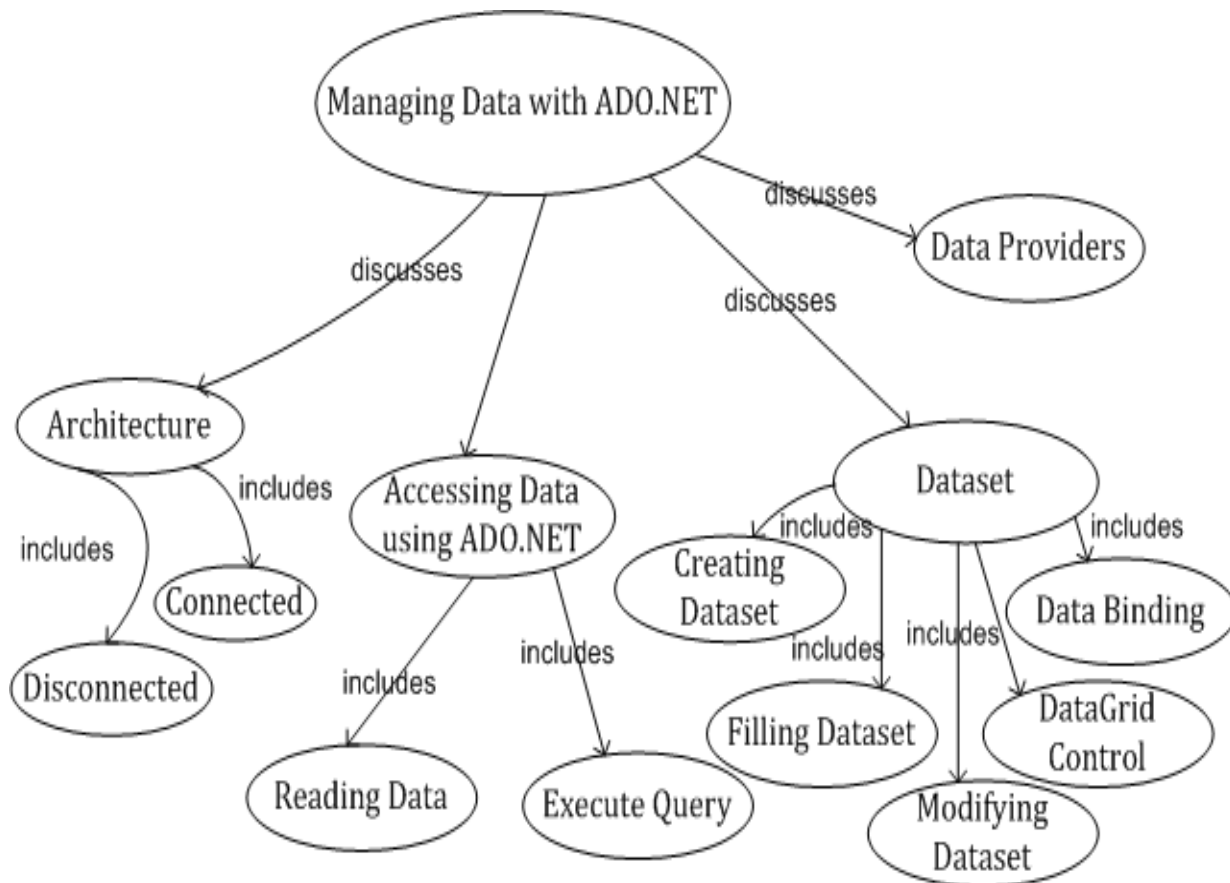 Managing Data with ADO.NET
discusses
Data Providers
discusses
discusses
Architecture
includes
includes
Connected
Disconnected
Accessing Data
using ADO.NET
includes
includes
Reading Data
Execute Query
Dataset
includes
includes
Creating
Dataset
Data Binding
includes
includes
Filling Dataset
DataGrid
Control
Modifying
Dataset